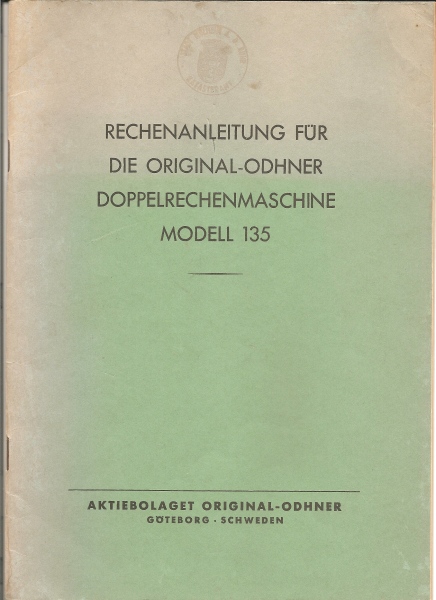 RECHENANLEITUNG FÜR
DIE ORIGINAL-ODHNER
DOPPELRECHENMASCHINE
MODELL 135
AKTIEBOLAGET ORIGINAL-ODHNER
GÖTEBORG · SCHWEDEN